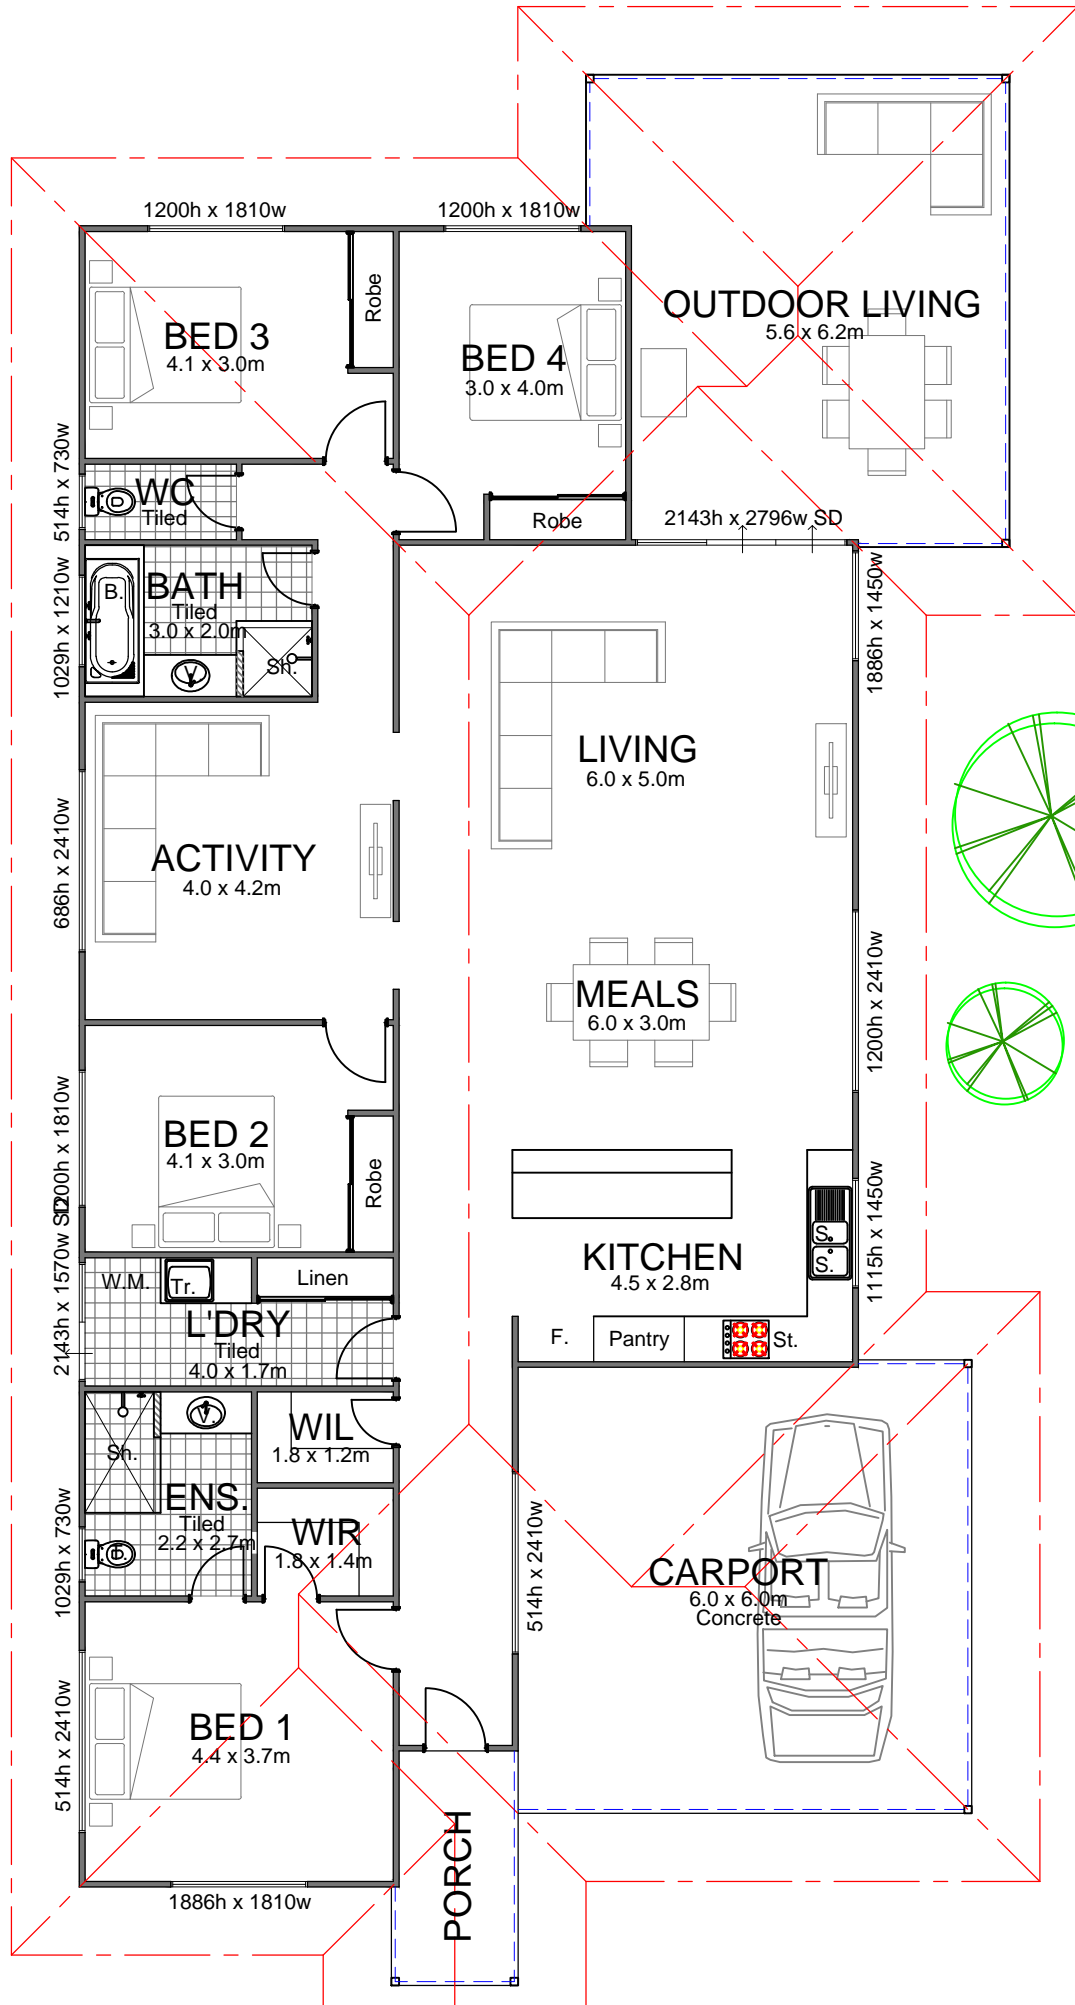 1200h x 1810w
1200h x 1810w
Robe
BED 3
4.1 x 3.0m
BED 4
3.0 x 4.0m
OUTDOOR LIVING
5.6 x 6.2m
514h x 730w
WC
Tiled
Robe
2143h x 2796w SD
1029h x 1210w
B.
BATH
Tiled
3.0 x 2.0m
V.
Sh.
1886h x 1450w
LIVING
6.0 x 5.0m
686h x 2410w
ACTIVITY
4.0 x 4.2m
MEALS
6.0 x 3.0m
1200h x 2410w
1200h x 1810w
BED 2
4.1 x 3.0m
Robe
KITCHEN
4.5 x 2.8m
S.
S.
1115h x 1450w
2143h x 1570w SD
W.M.
Tr.
Linen
L'DRY
Tiled
4.0 x 1.7m
F.
Pantry
St.
Sh.
V.
WIL
1.8 x 1.2m
ENS.
Tiled
2.2 x 2.7m
1029h x 730w
WIR
1.8 x 1.4m
514h x 2410w
CARPORT
6.0 x 6.0m
Concrete
514h x 2410w
BED 1
4.4 x 3.7m
PORCH
1886h x 1810w